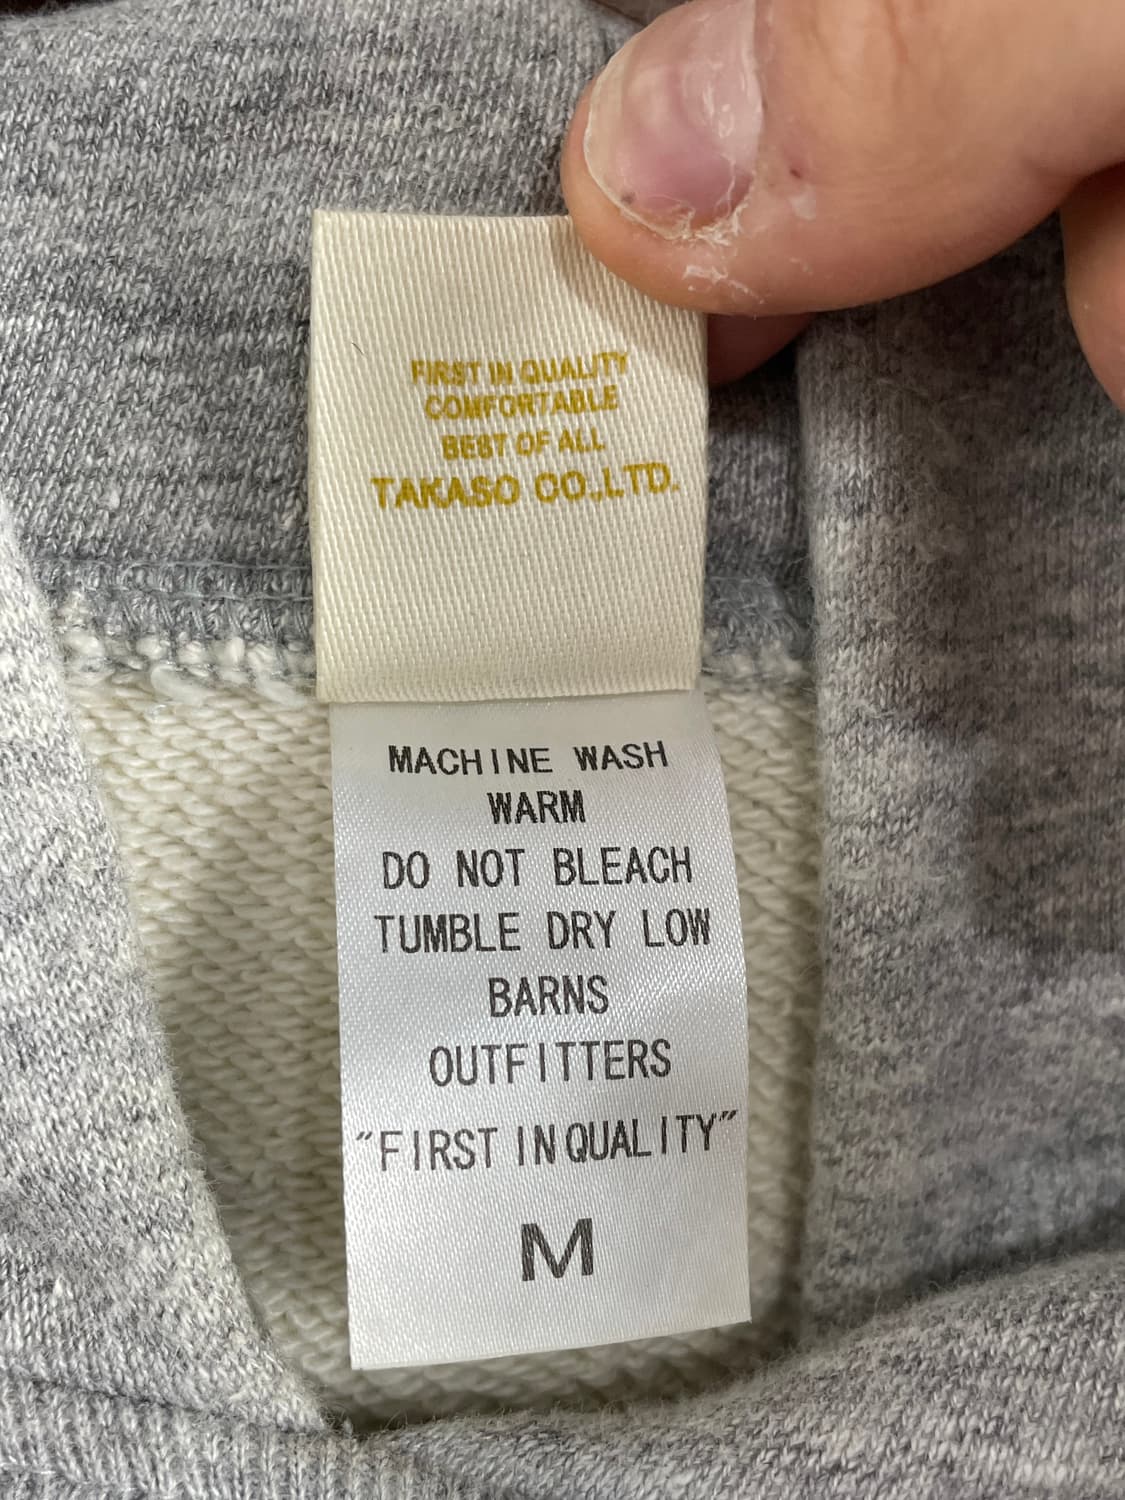 FIRST IN QUALITY
COMFORTABLE
BEST OF ALL
TAKASO CO.,LTD.
MACHINE WASH
WARM
DO NOT BLEACH
TUMBLE DRY LOW
BARNS
OUTFITTERS
"FIRST IN QUALITY"
M